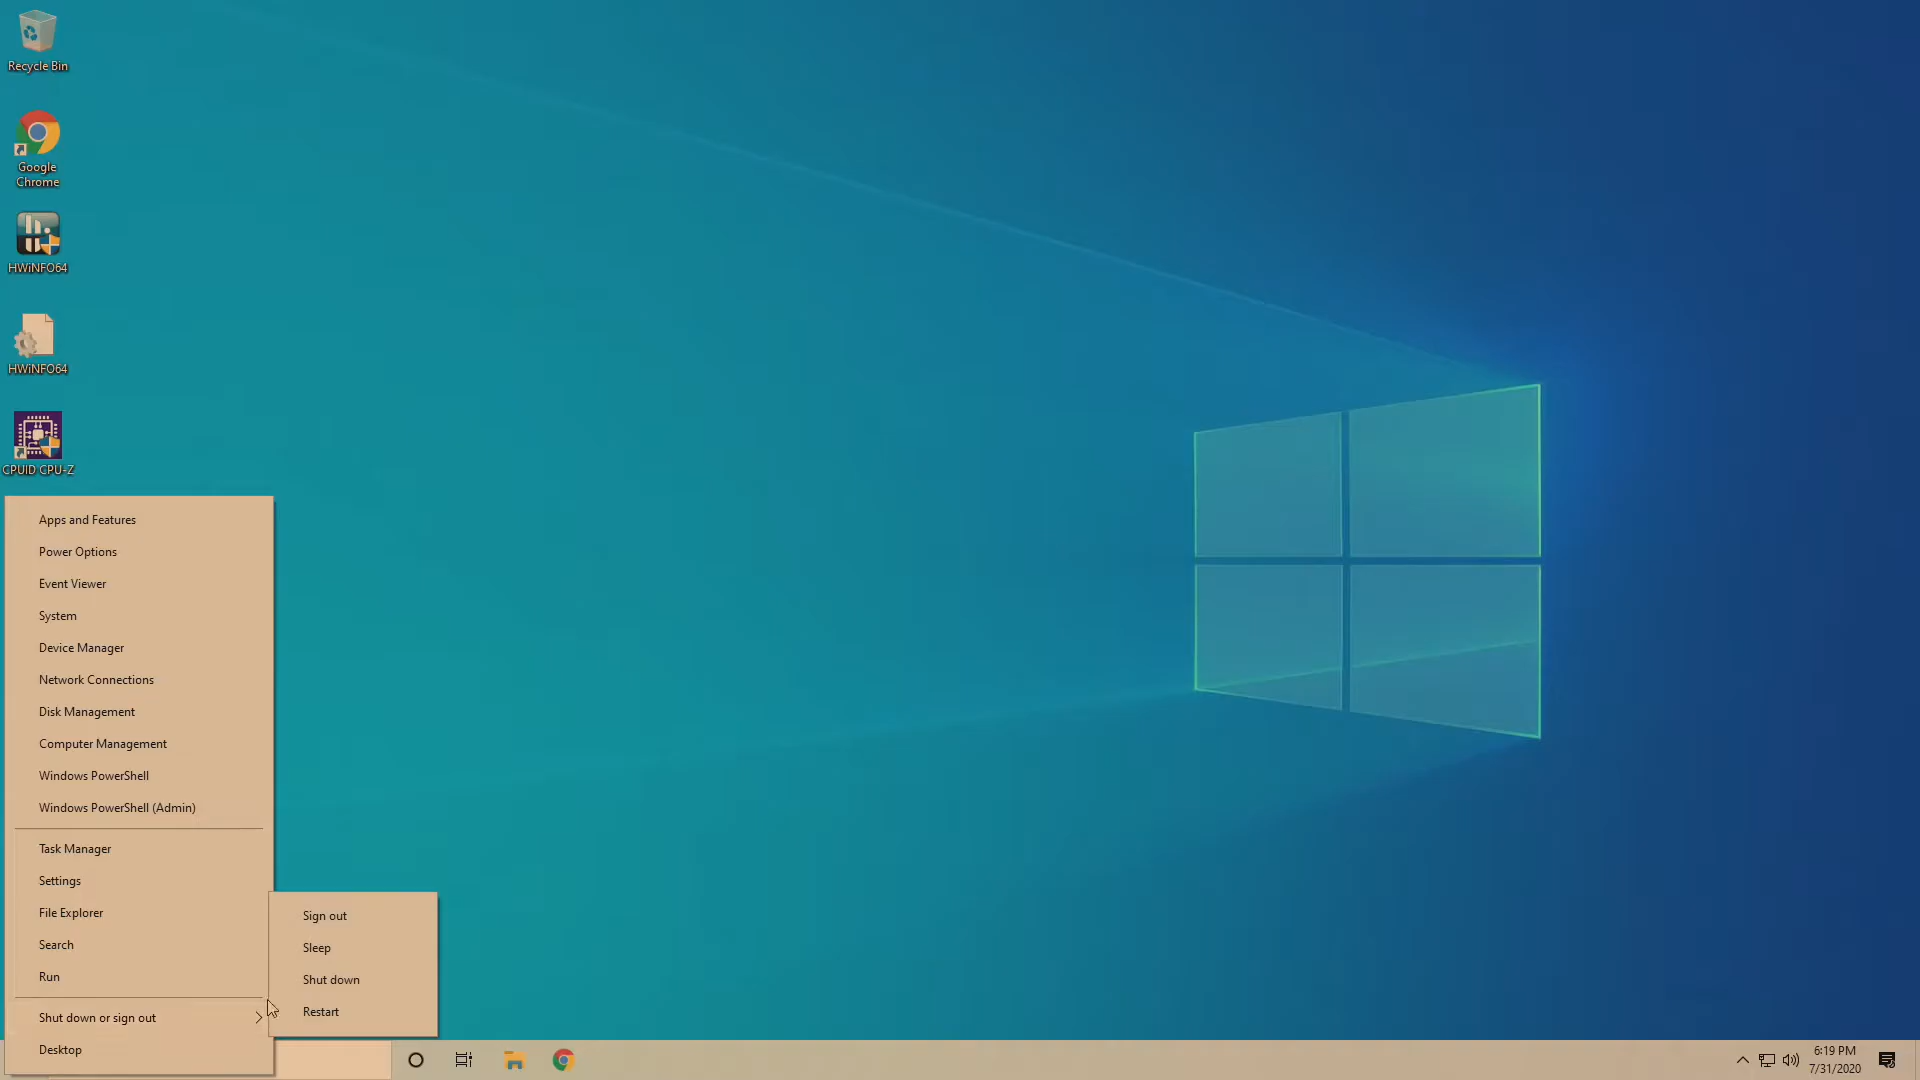 Recycle Bin
Google
Chrome
HWiNFO64
HWiNFO64
CPUID CPU-Z
Apps and Features
Power Options
Event Viewer
System
Device Manager
Network Connections
Disk Management
Computer Management
Windows PowerShell
Windows PowerShell (Admin)
Task Manager
Settings
File Explorer
Search
Run
Shut down or sign out
Desktop
Sign out
Sleep
Shut down
Restart
6:19 PM
7/31/2020